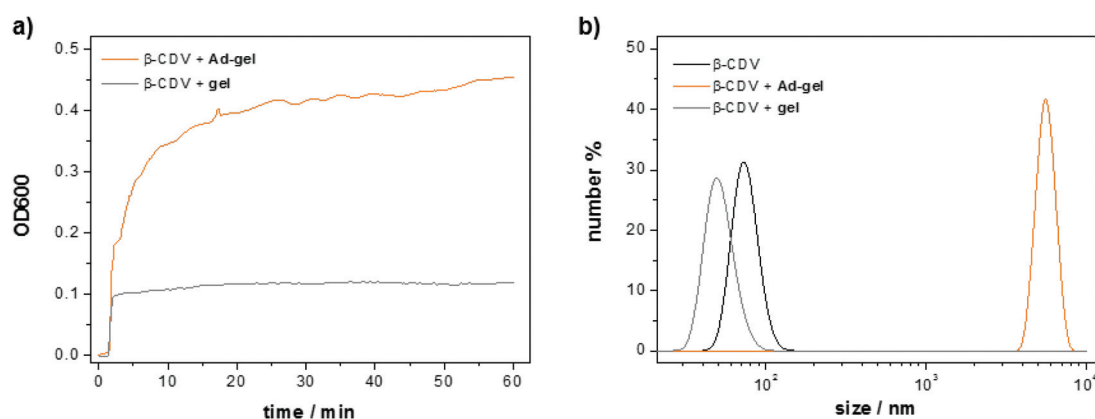 a)
β-CDV + Ad-gel
β-CDV + gel
OD600
0.5
0.4
0.3
0.2
0.1
0.0
0 10 20 30 40 50 60
time / min
b)
β-CDV
β-CDV + Ad-gel
β-CDV + gel
number %
50
40
30
20
10
0
10² 10³ 10⁴
size / nm